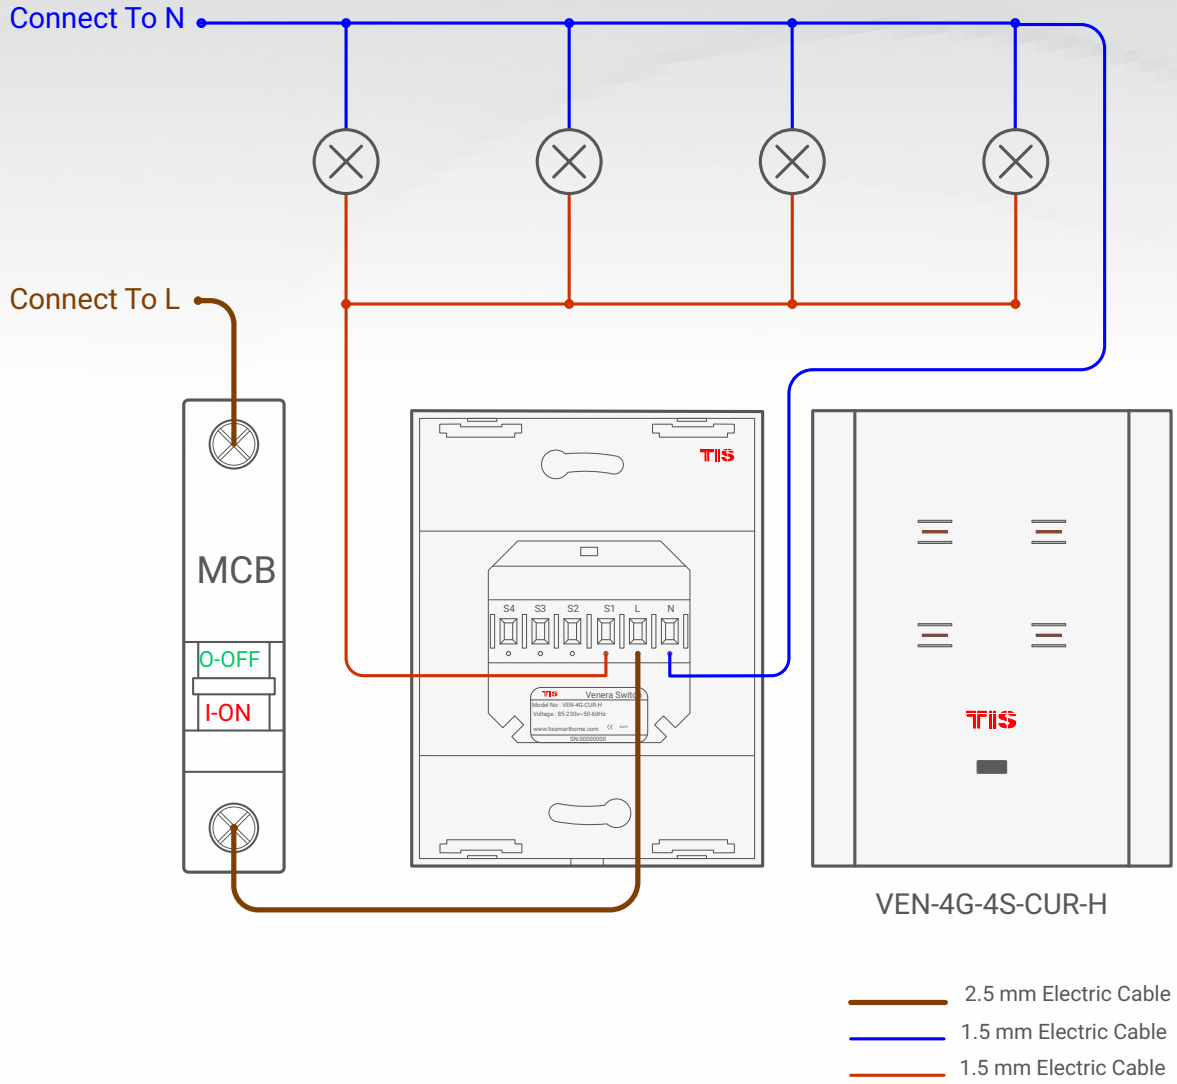 Connect To N
Connect To L
MCB
O-OFF
I-ON
TIS
S4 S3 S2 S1 L N
TIS Venera Switch
Model No : VEN-4G-CUR-H
Voltage : 85-230v~50-60Hz
www.tissmarthome.com CE
SN:00000000
TIS
VEN-4G-4S-CUR-H
2.5 mm Electric Cable
1.5 mm Electric Cable
1.5 mm Electric Cable